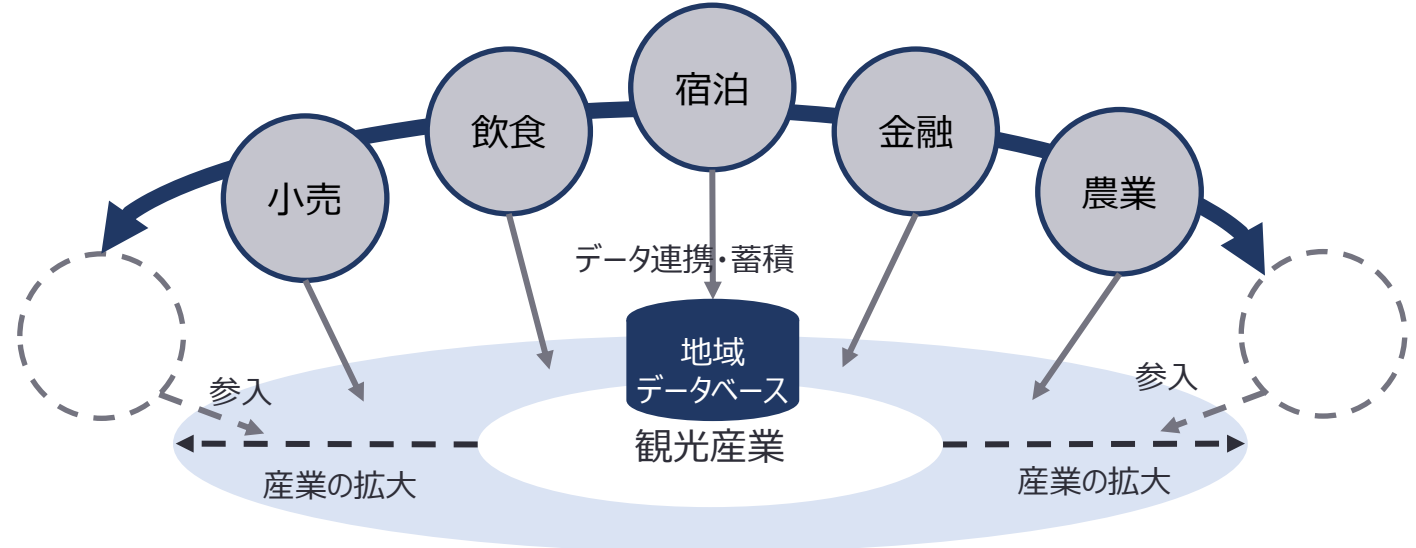 宿泊
飲食
金融
小売
農業
データ連携・蓄積
地域
データベース
参入
参入
観光産業
産業の拡大
産業の拡大